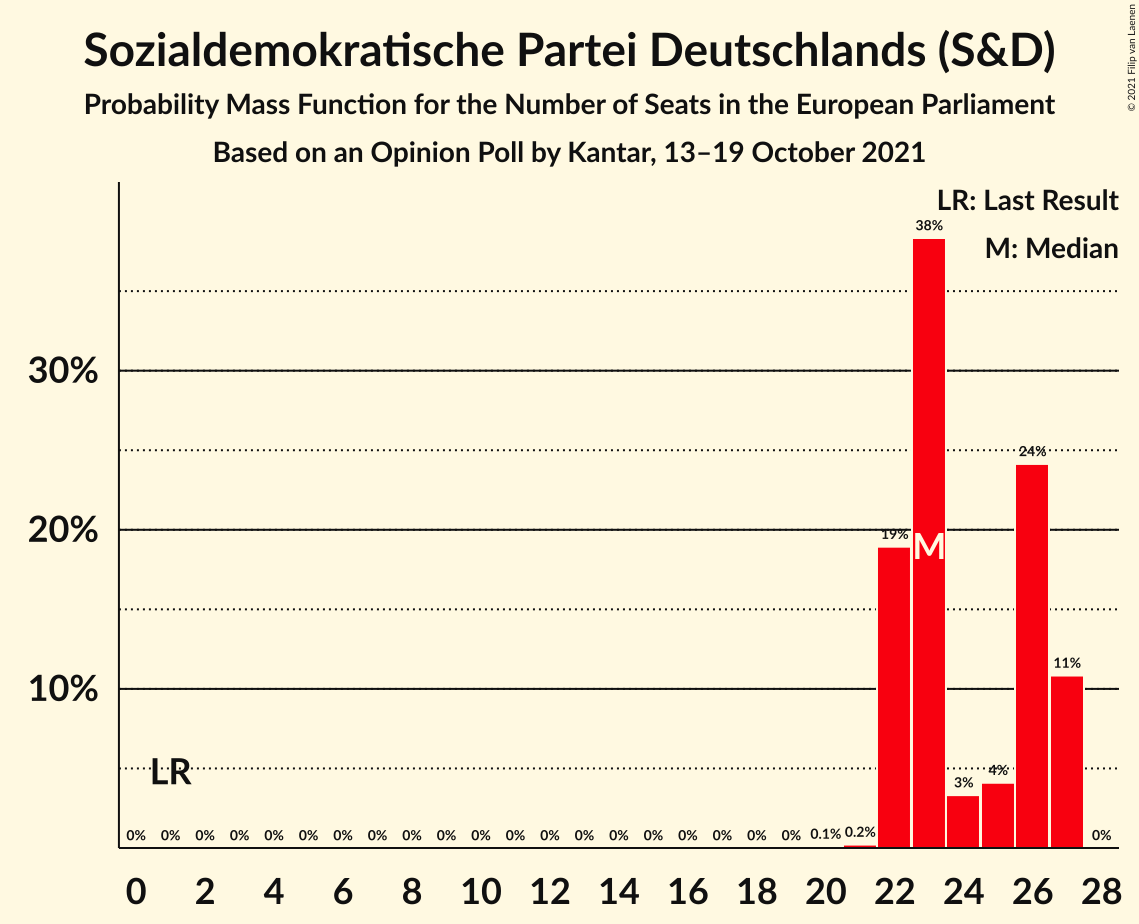 Sozialdemokratische Partei Deutschlands (S&D)
Probability Mass Function for the Number of Seats in the European Parliament
Based on an Opinion Poll by Kantar, 13–19 October 2021
© 2021 Filip van Laenen
LR: Last Result
M: Median
38%
30%
24%
20%
19%
M
11%
10%
LR
3%
4%
0% 0% 0% 0% 0% 0% 0% 0% 0% 0% 0% 0% 0% 0% 0% 0% 0% 0% 0% 0% 0.1% 0.2% 0%
0 2 4 6 8 10 12 14 16 18 20 22 24 26 28